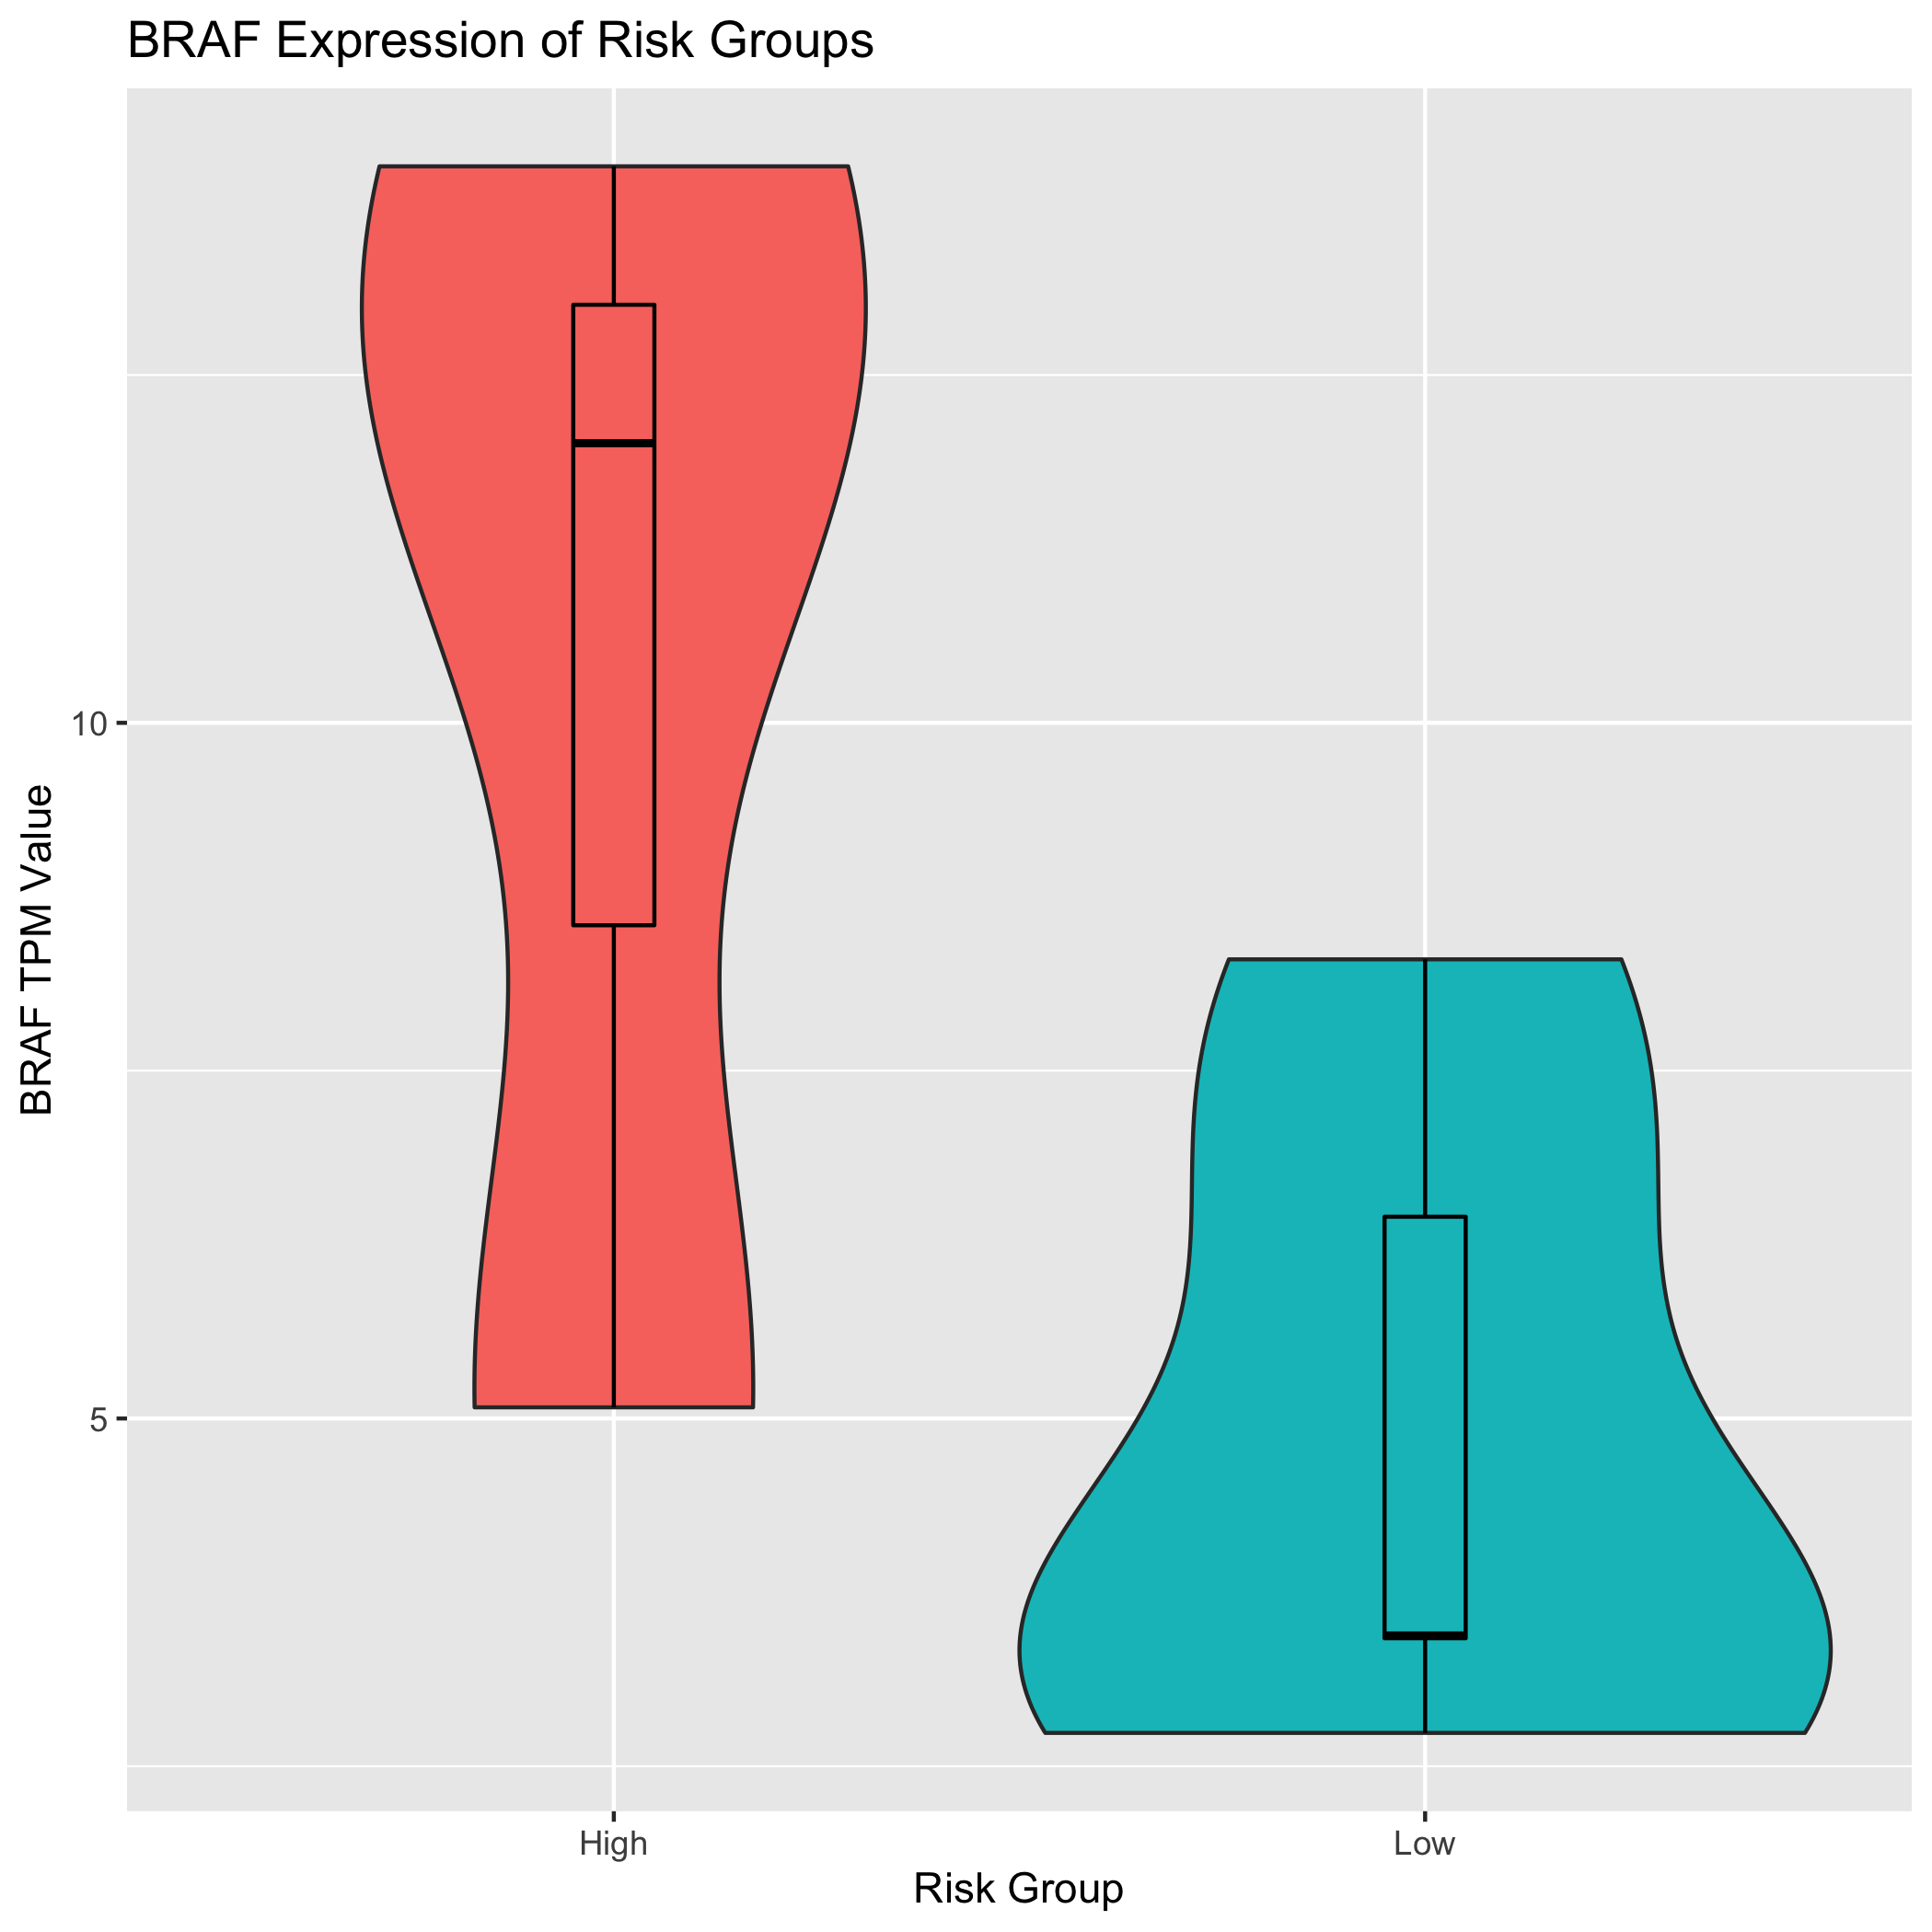 BRAF Expression of Risk Groups
BRAF TPM Value
10
5
High
Low
Risk Group